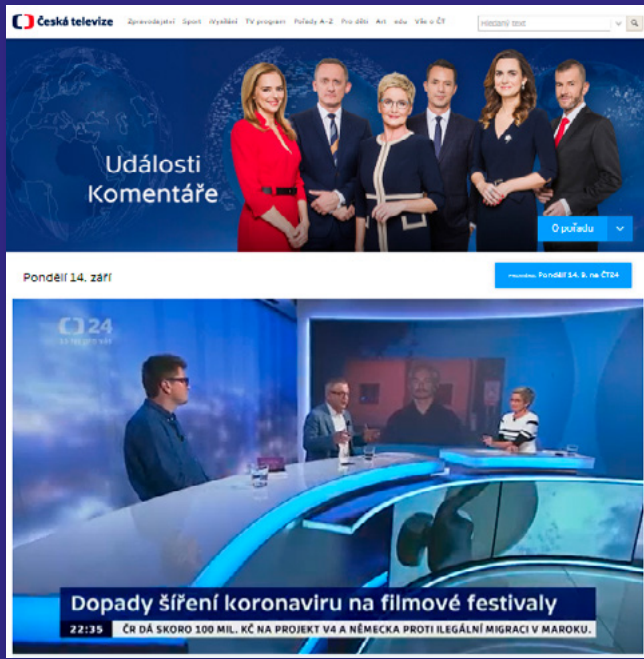 Česká televize
Zpravodajství Sport iVysílání TV program Pořady A–Z Pro děti Art edu Vše o ČT
Hledaný text
Události
Komentáře
O pořadu
Pondělí 14. září
Pondělí 14. 9. na ČT24
24
Dopady šíření koronaviru na filmové festivaly
22:35 ČR DÁ SKORO 100 MIL. KČ NA PROJEKT V4 A NĚMECKA PROTI ILEGÁLNÍ MIGRACI V MAROKU.